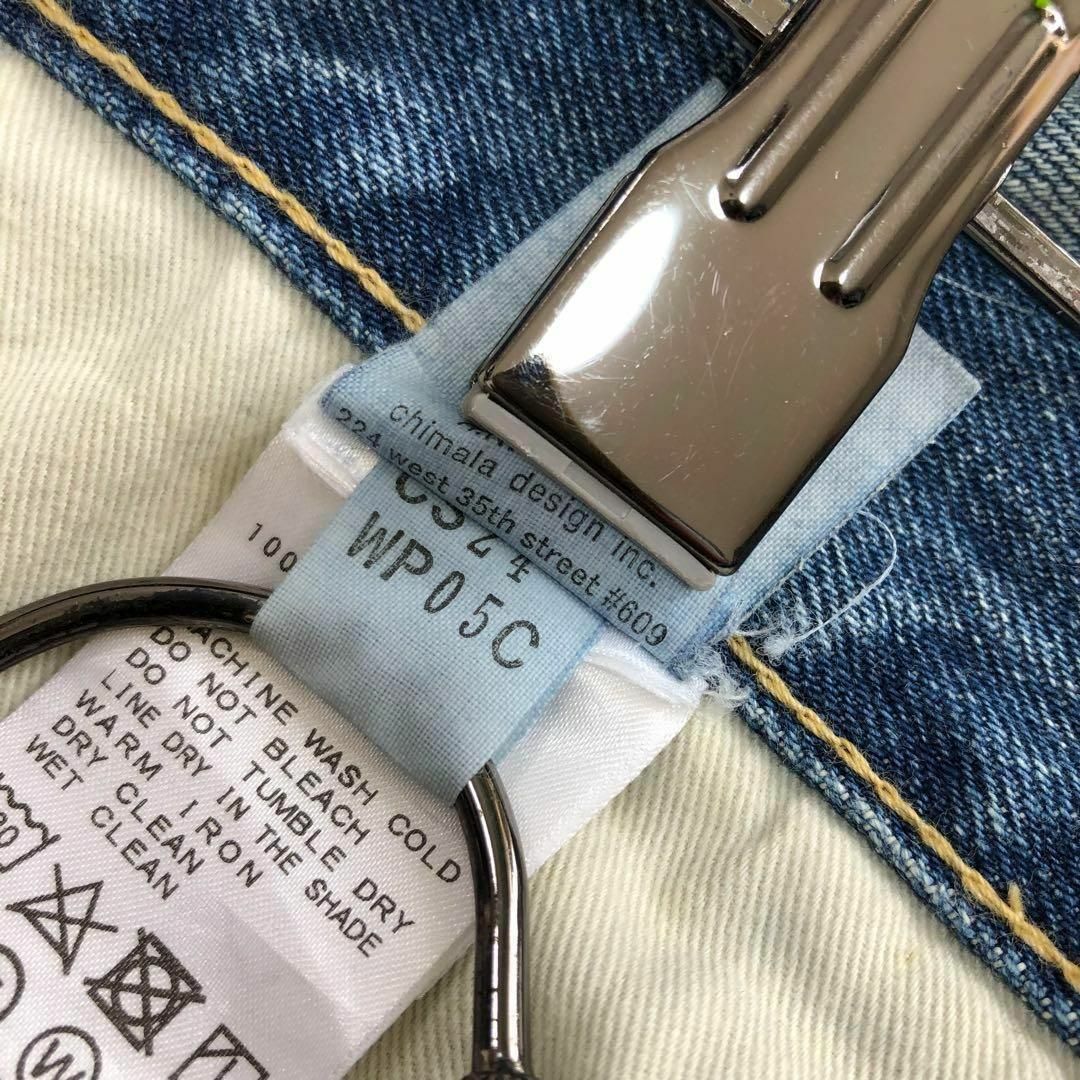 chimala design inc.
224 west 35th street #609
CS24
WP05C
100
MACHINE WASH COLD
DO NOT BLEACH
DO NOT TUMBLE DRY
LINE DRY IN THE SHADE
WARM IRON
DRY CLEAN
WET CLEAN
W